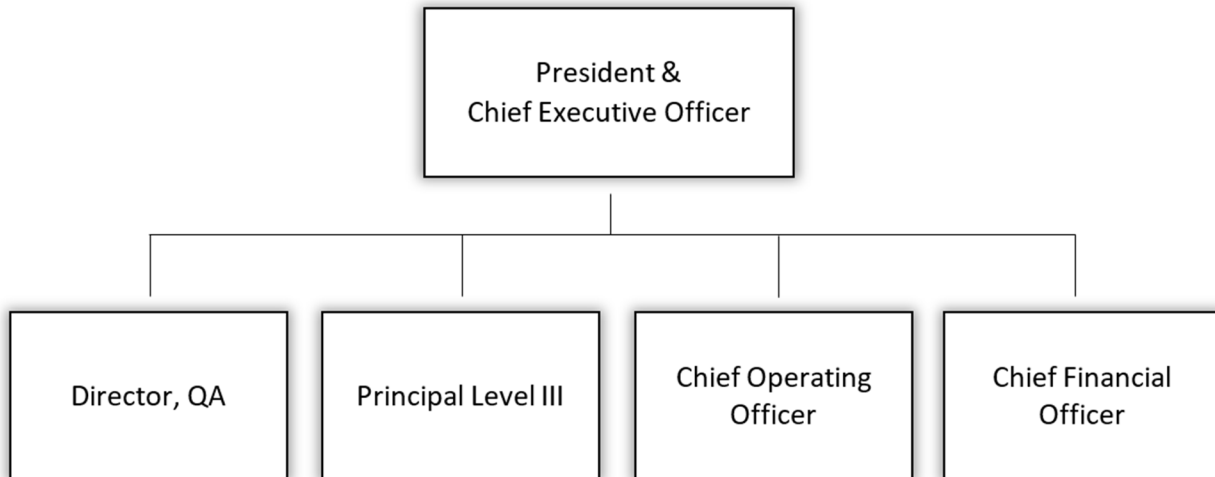 President &
Chief Executive Officer
Director, QA
Principal Level III
Chief Operating
Officer
Chief Financial
Officer